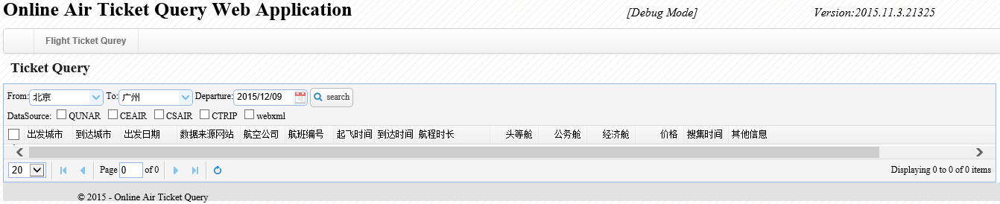 Online Air Ticket Query Web Application [Debug Mode] Version:2015.11.3.21325
Flight Ticket Qurey
Ticket Query
From: 北京 To: 广州 Departure: 2015/12/09 search
DataSource: QUNAR CEAIR CSAIR CTRIP webxml
出发城市 到达城市 出发日期 数据来源网站 航空公司 航班编号 起飞时间 到达时间 航程时长 头等舱 公务舱 经济舱 价格 搜集时间 其他信息
20 Page 0 of 0 Displaying 0 to 0 of 0 items
© 2015 - Online Air Ticket Query